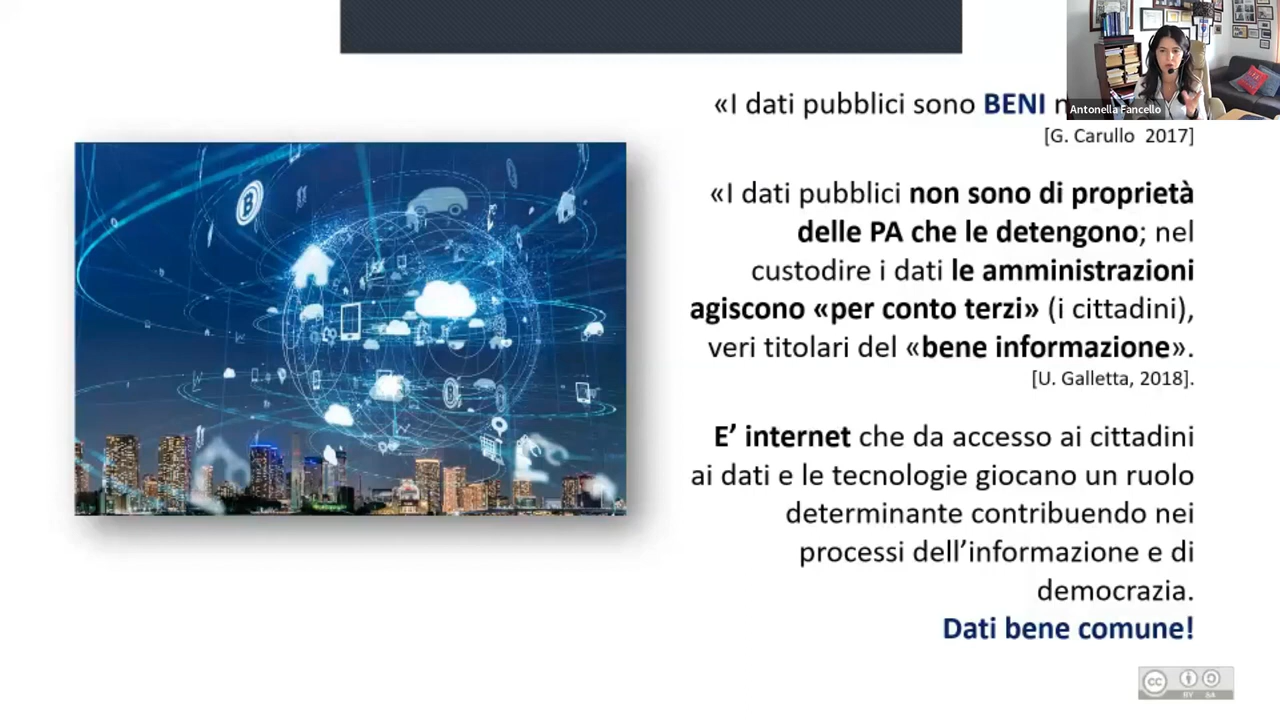 «I dati pubblici sono BENI
Antonella Fancello
[G. Carullo 2017]
«I dati pubblici non sono di proprietà
delle PA che le detengono; nel
custodire i dati le amministrazioni
agiscono «per conto terzi» (i cittadini),
veri titolari del «bene informazione».
[U. Galletta, 2018].
E’ internet che da accesso ai cittadini
ai dati e le tecnologie giocano un ruolo
determinante contribuendo nei
processi dell’informazione e di
democrazia.
Dati bene comune!
cc
BY SA